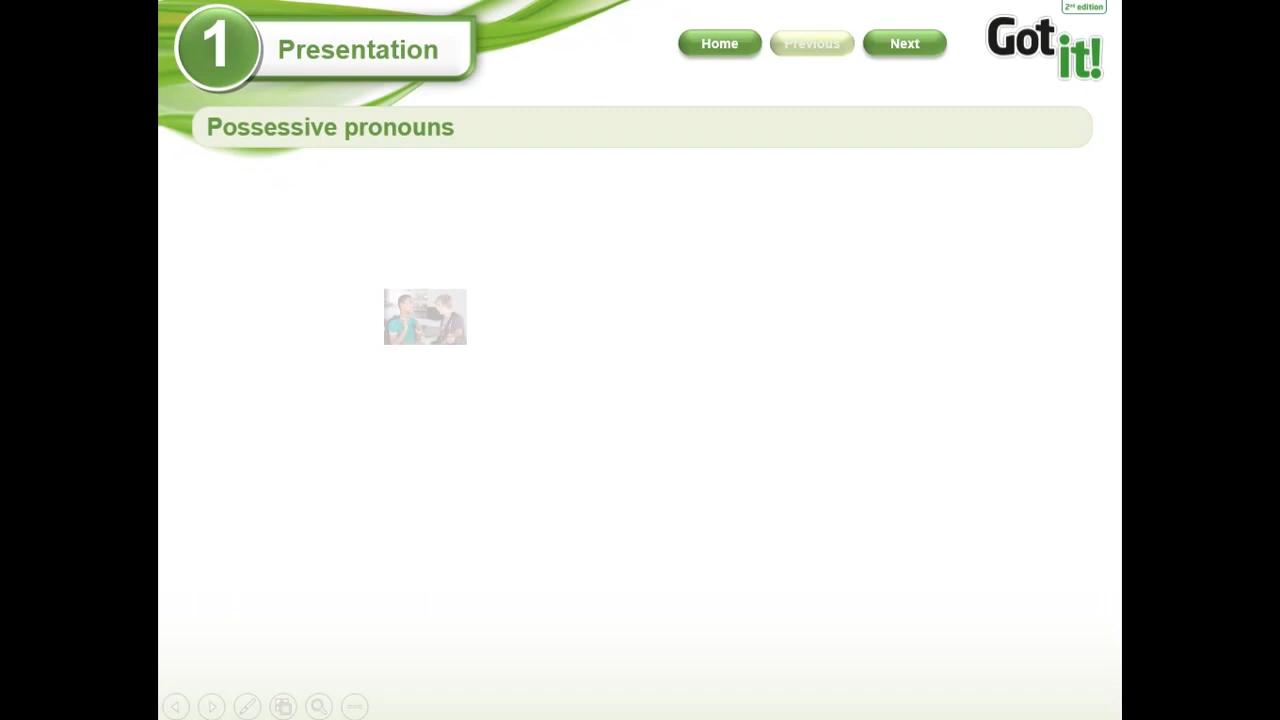 2nd edition
1
Presentation
Home
Previous
Next
Got it!
Possessive pronouns